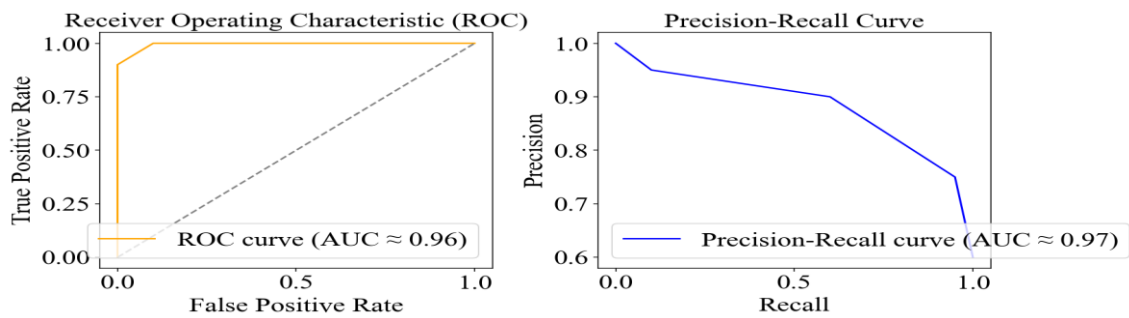 Receiver Operating Characteristic (ROC)
1.00
0.75
0.50
0.25
0.00
True Positive Rate
ROC curve (AUC ≈ 0.96)
0.0
0.5
1.0
False Positive Rate
Precision-Recall Curve
1.0
0.9
0.8
0.7
0.6
Precision
Precision-Recall curve (AUC ≈ 0.97)
0.0
0.5
1.0
Recall